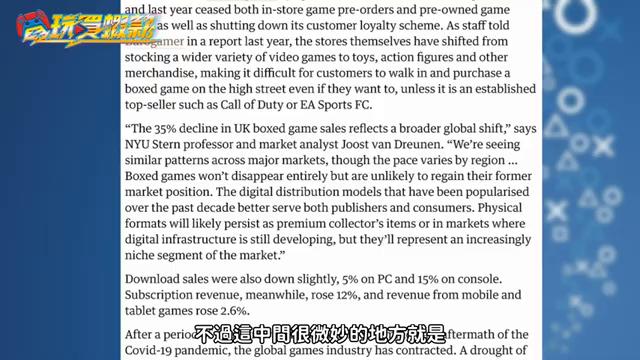 玩買蝦款
and last year ceased both in-store game pre-orders and pre-owned game
as well as shutting down its customer loyalty scheme. As staff told
in a report last year, the stores themselves have shifted from
stocking a wider variety of video games to toys, action figures and other
merchandise, making it difficult for customers to walk in and purchase a
boxed game on the high street even if they want to, unless it is an established
top-seller such as Call of Duty or EA Sports FC.
“The 35% decline in UK boxed game sales reflects a broader global shift,” says
NYU Stern professor and market analyst Joost van Dreunen. “We’re seeing
similar patterns across major markets, though the pace varies by region ...
Boxed games won’t disappear entirely but are unlikely to regain their former
market position. The digital distribution models that have been popularised
over the past decade better serve both publishers and consumers. Physical
formats will likely persist as premium collector’s items or in markets where
digital infrastructure is still developing, but they’ll represent an increasingly
niche segment of the market.”
Download sales were also down slightly, 5% on PC and 15% on console.
Subscription revenue, meanwhile, rose 12%, and revenue from mobile and
tablet games rose 2.6%.
After a period aftermath of the
不過這中間很微妙的地方就是
Covid-19 pandemic, the global games industry has contracted. A drought of